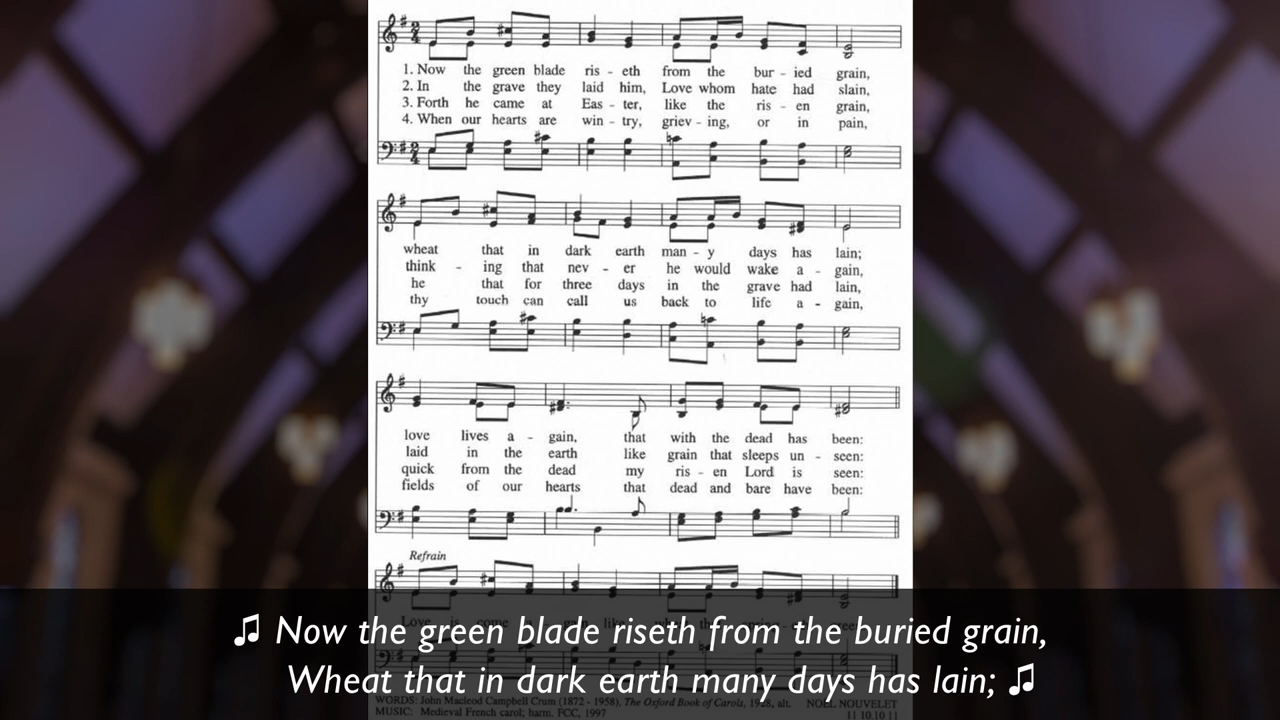 1. Now the green blade ris - eth from the bur - ied grain,
2. In the grave they laid him, Love whom hate had slain,
3. Forth he came at Eas - ter, like the ris - en grain,
4. When our hearts are win - try, griev - ing, or in pain,
wheat that in dark earth man - y days has lain;
think - ing that nev - er he would wake a - gain,
he that for three days in the grave had lain,
thy touch can call us back to life a - gain,
love lives a - gain, that with the dead has been:
laid in the earth like grain that sleeps un - seen:
quick from the dead my ris - en Lord is seen:
fields of our hearts that dead and bare have been:
Refrain
Love is come
♫ Now the green blade riseth from the buried grain,
Wheat that in dark earth many days has lain; ♫
WORDS: John Macleod Campbell Crum (1872 - 1958), The Oxford Book of Carols, 1928, alt. NOËL NOUVELET
MUSIC: Medieval French carol; harm. FCC, 1997 11 10.10 11